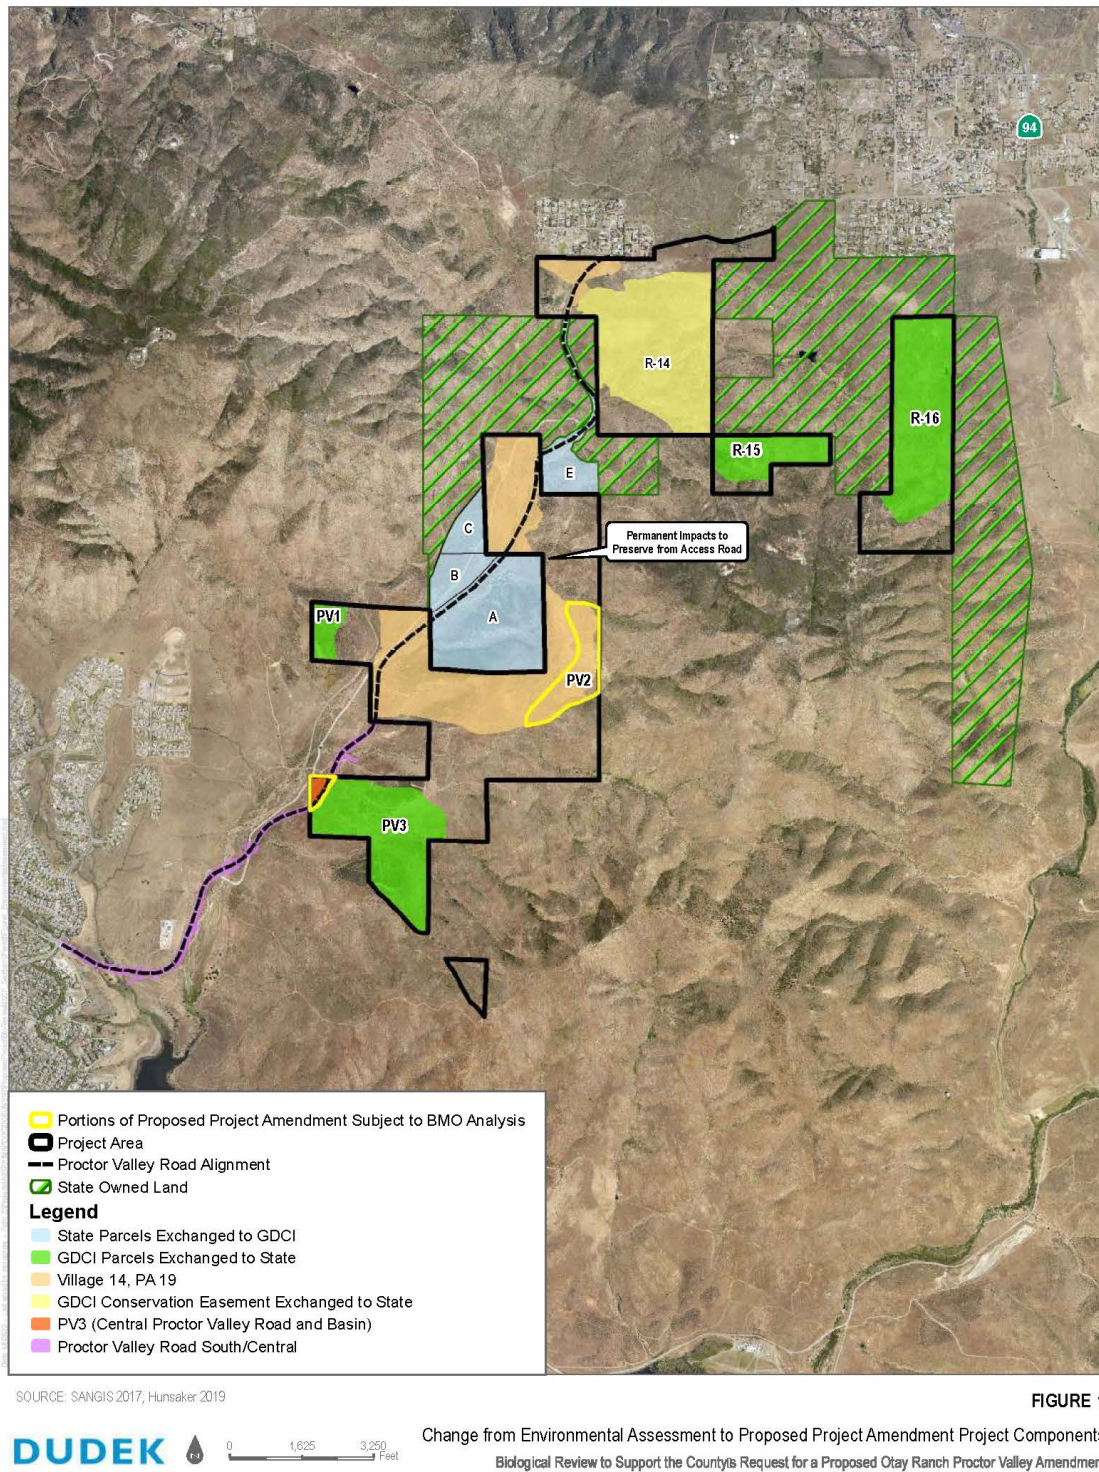 94
R-14
R-16
R-15
E
Permanent Impacts to
Preserve from Access Road
C
B
A
PV1
PV2
PV3
Portions of Proposed Project Amendment Subject to BMO Analysis
Project Area
Proctor Valley Road Alignment
State Owned Land
Legend
State Parcels Exchanged to GDCI
GDCI Parcels Exchanged to State
Village 14, PA 19
GDCI Conservation Easement Exchanged to State
PV3 (Central Proctor Valley Road and Basin)
Proctor Valley Road South/Central
SOURCE: SANGIS 2017; Hunsaker 2019
FIGURE
DUDEK
N
0 1,625 3,250
Feet
Change from Environmental Assessment to Proposed Project Amendment Project Components
Biological Review to Support the Countyis Request for a Proposed Otay Ranch Proctor Valley Amendmen